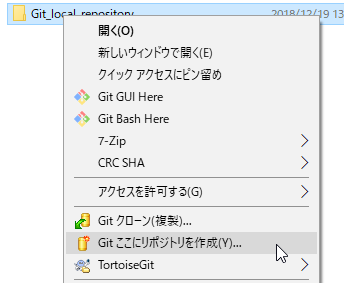 Git_local_repository 2018/12/19 13
開く(O)
新しいウィンドウで開く(E)
クイック アクセスにピン留め
Git GUI Here
Git Bash Here
7-Zip
CRC SHA
アクセスを許可する(G)
Git クローン(複製)...
Git ここにリポジトリを作成(Y)...
TortoiseGit